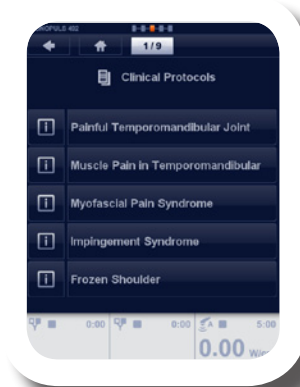 1/9
Clinical Protocols
Painful Temporomandibular Joint
Muscle Pain in Temporomandibular
Myofascial Pain Syndrome
Impingement Syndrome
Frozen Shoulder
0:00 0:00 5:00
0.00